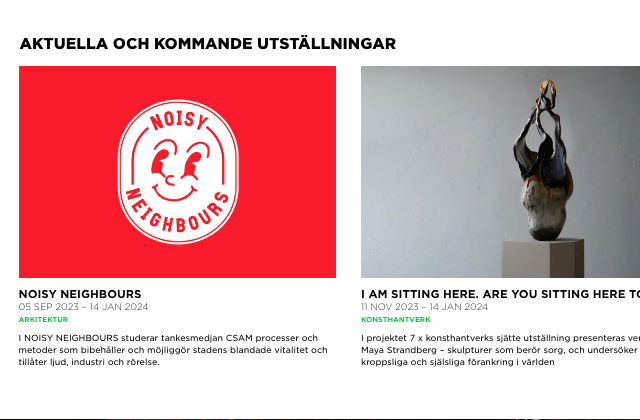 AKTUELLA OCH KOMMANDE UTSTÄLLNINGAR
NOISY
NEIGHBOURS
NOISY NEIGHBOURS
05 SEP 2023 – 14 JAN 2024
ARKITEKTUR
I NOISY NEIGHBOURS studerar tankesmedjan CSAM processer och
metoder som bibehåller och möjliggör stadens blandade vitalitet och
tillåter ljud, industri och rörelse.
I AM SITTING HERE. ARE YOU SITTING HERE
11 NOV 2023 – 14 JAN 2024
KONSTHANTVERK
I projektet 7 x konsthantverks sjätte utställning presenteras
Maya Strandberg – skulpturer som berör sorg, och undersöker
kroppsliga och själsliga förankring i världen